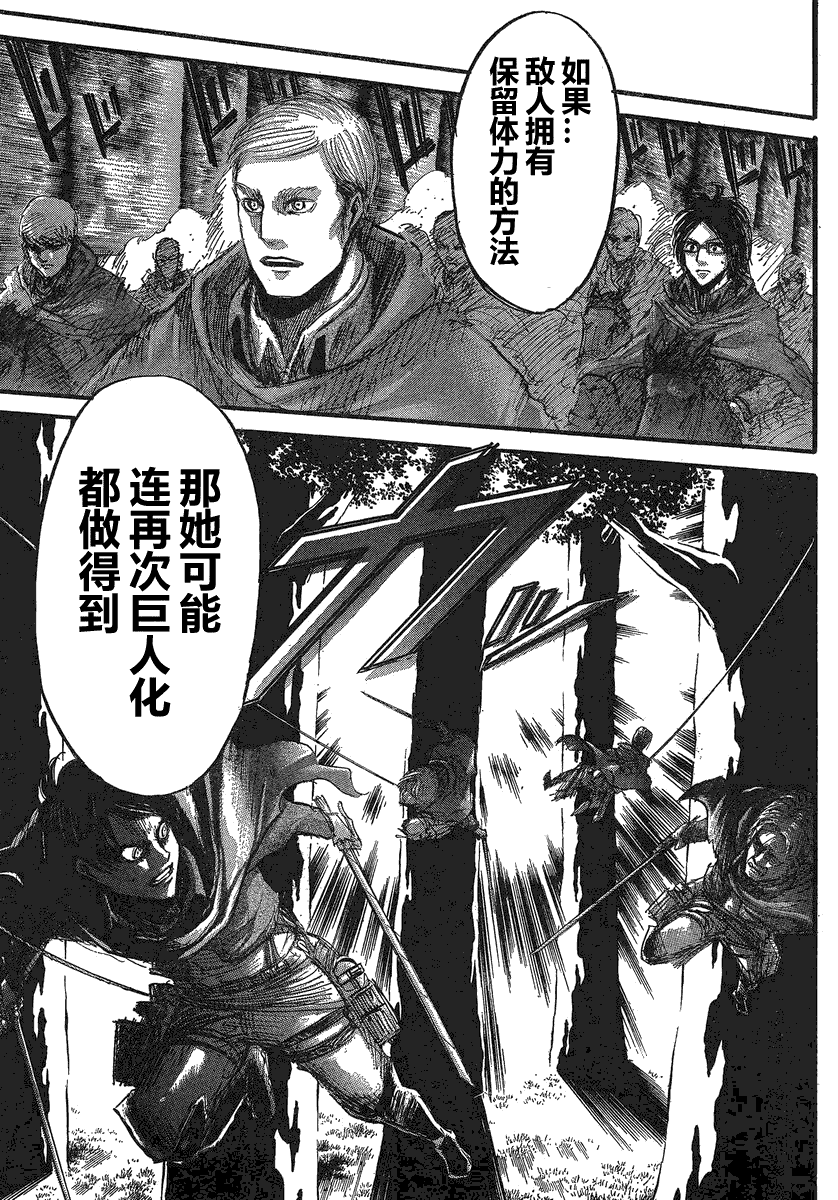 如果…
敌人拥有
保留体力的方法
那她可能
连再次巨人化
都做得到